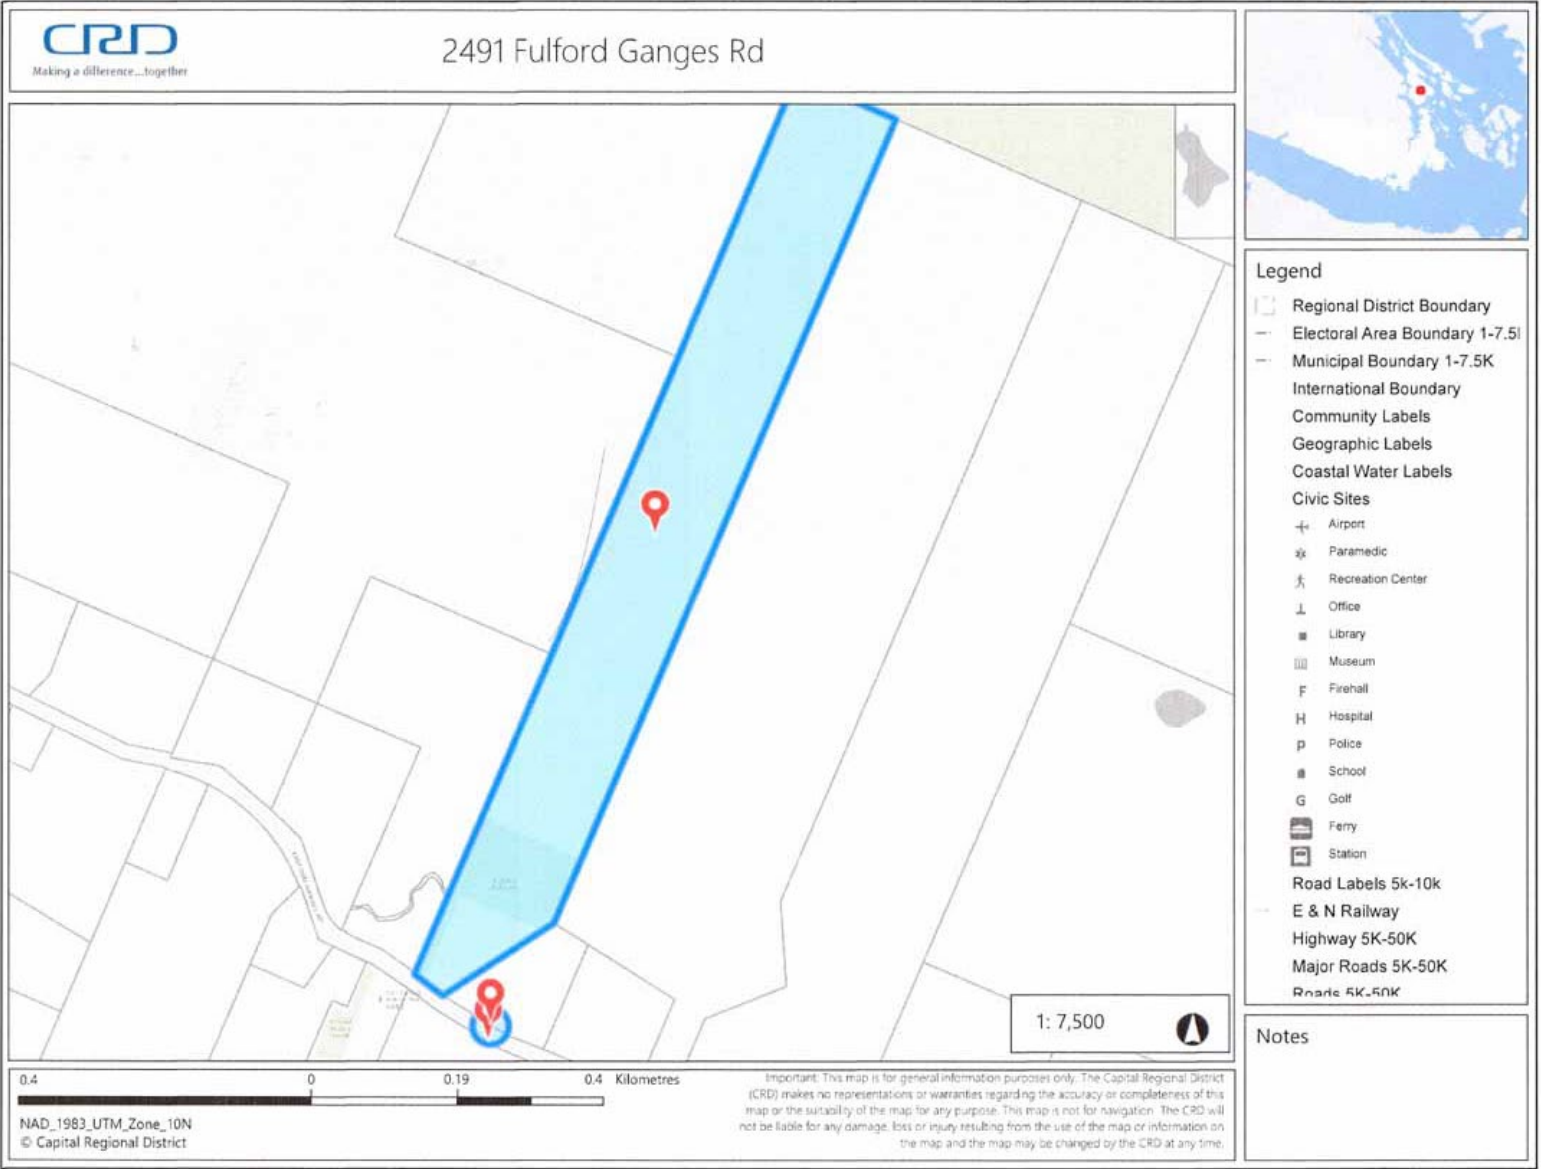 CRD
Making a difference...together
2491 Fulford Ganges Rd
Legend
Regional District Boundary
Electoral Area Boundary 1-7.5
Municipal Boundary 1-7.5K
International Boundary
Community Labels
Geographic Labels
Coastal Water Labels
Civic Sites
Airport
Paramedic
Recreation Center
Office
Library
Museum
F Firehall
H Hospital
P Police
School
G Golf
Ferry
Station
Road Labels 5k-10k
E & N Railway
Highway 5K-50K
Major Roads 5K-50K
Roads 5K-50K
1: 7,500
Notes
0.4 0 0.19 0.4 Kilometres
NAD_1983_UTM_Zone_10N
© Capital Regional District
Important: This map is for general information purposes only. The Capital Regional District
(CRD) makes no representations or warranties regarding the accuracy or completeness of this
map or the suitability of the map for any purpose. This map is not for navigation. The CRD will
not be liable for any damage, loss or injury resulting from the use of the map or information on
the map and the map may be changed by the CRD at any time.